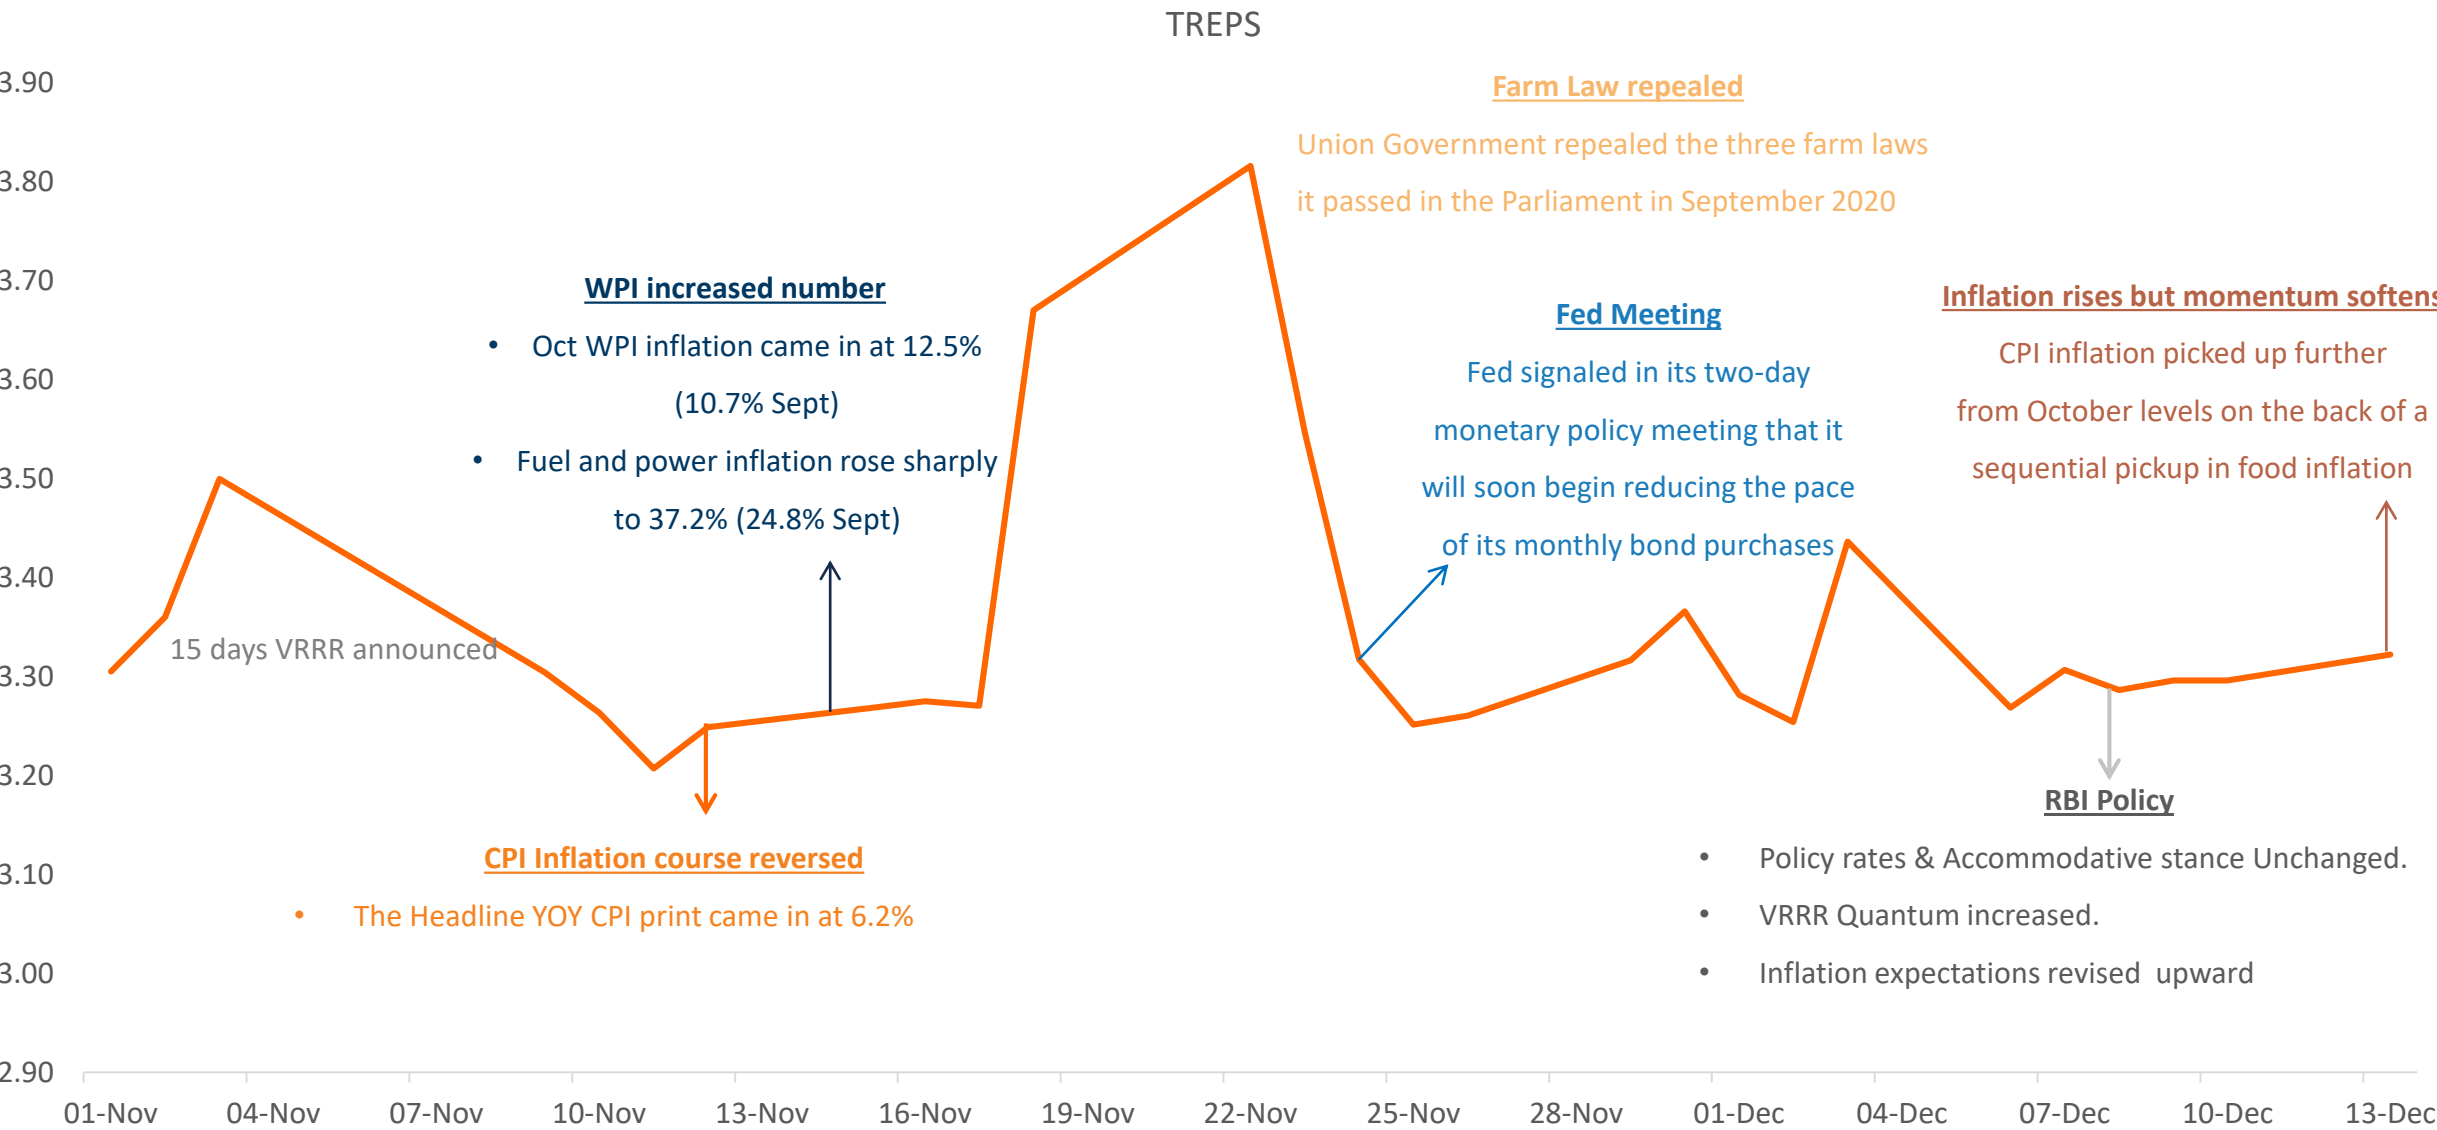 TREPS
3.90
3.80
3.70
3.60
3.50
3.40
3.30
3.20
3.10
3.00
2.90
Farm Law repealed
Union Government repealed the three farm laws
it passed in the Parliament in September 2020
WPI increased number
• Oct WPI inflation came in at 12.5%
(10.7% Sept)
• Fuel and power inflation rose sharply
to 37.2% (24.8% Sept)
Fed Meeting
Fed signaled in its two-day
monetary policy meeting that it
will soon begin reducing the pace
of its monthly bond purchases
Inflation rises but momentum softens
CPI inflation picked up further
from October levels on the back of a
sequential pickup in food inflation
15 days VRRR announced
CPI Inflation course reversed
• The Headline YOY CPI print came in at 6.2%
RBI Policy
• Policy rates & Accommodative stance Unchanged.
• VRRR Quantum increased.
• Inflation expectations revised  upward
01-Nov 04-Nov 07-Nov 10-Nov 13-Nov 16-Nov 19-Nov 22-Nov 25-Nov 28-Nov 01-Dec 04-Dec 07-Dec 10-Dec 13-Dec